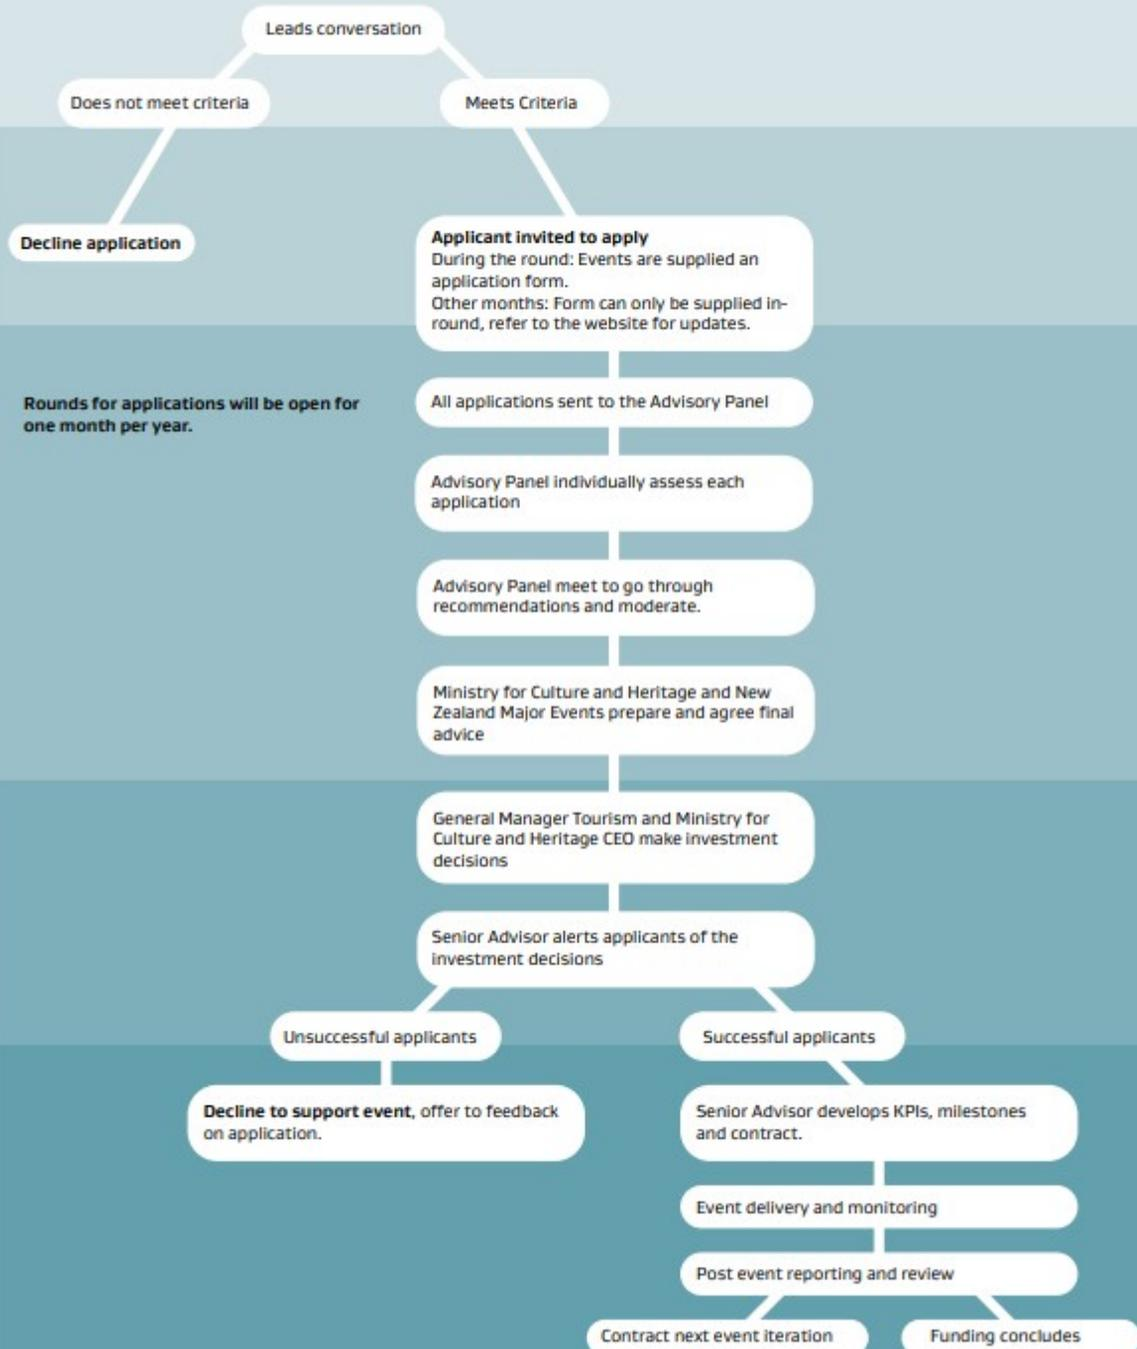 Leads conversation
Does not meet criteria
Meets Criteria
Decline application
Applicant invited to apply
During the round: Events are supplied an
application form.
Other months: Form can only be supplied in-
round, refer to the website for updates.
Rounds for applications will be open for
one month per year.
All applications sent to the Advisory Panel
Advisory Panel individually assess each
application
Advisory Panel meet to go through
recommendations and moderate.
Ministry for Culture and Heritage and New
Zealand Major Events prepare and agree final
advice
General Manager Tourism and Ministry for
Culture and Heritage CEO make investment
decisions
Senior Advisor alerts applicants of the
investment decisions
Unsuccessful applicants
Successful applicants
Decline to support event, offer to feedback
on application.
Senior Advisor develops KPIs, milestones
and contract.
Event delivery and monitoring
Post event reporting and review
Contract next event iteration
Funding concludes